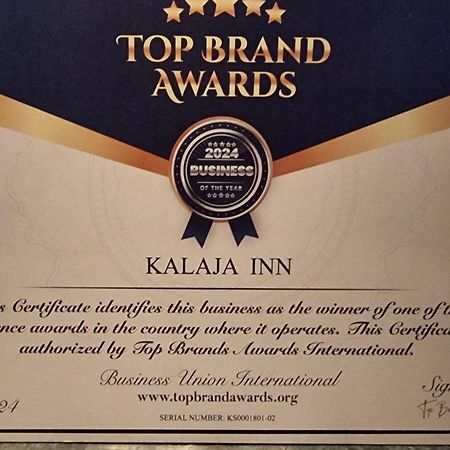 TOP BRAND
AWARDS
2024
BUSINESS
OF THE YEAR
KALAJA INN
Certificate identifies this business as the winner of one of
awards in the country where it operates. This
authorized by Top Brands Awards International.
Business Union International
www.topbrandawards.org
SERIAL NUMBER: KS0001801-02